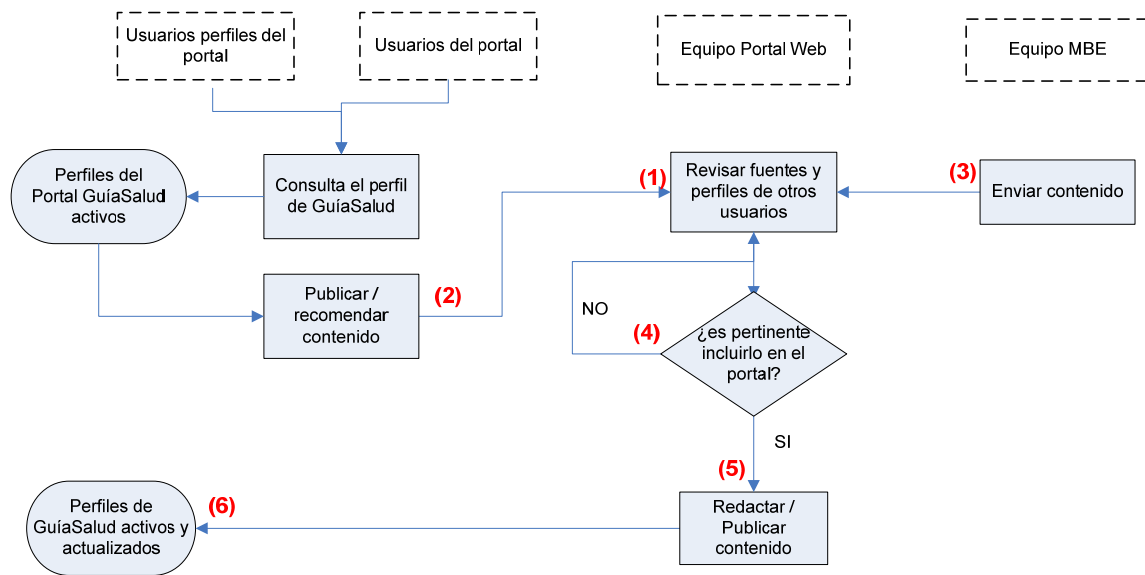 Usuarios perfiles del
portal
Usuarios del portal
Equipo Portal Web
Equipo MBE
Perfiles del
Portal GuíaSalud
activos
Consulta el perfil
de GuíaSalud
(1)
Revisar fuentes y
perfiles de otros
usuarios
(3)
Enviar contenido
Publicar /
recomendar
contenido
(2)
NO
(4)
¿es pertinente
incluirlo en el
portal?
SI
(5)
Redactar /
Publicar
contenido
(6)
Perfiles de
GuíaSalud activos y
actualizados